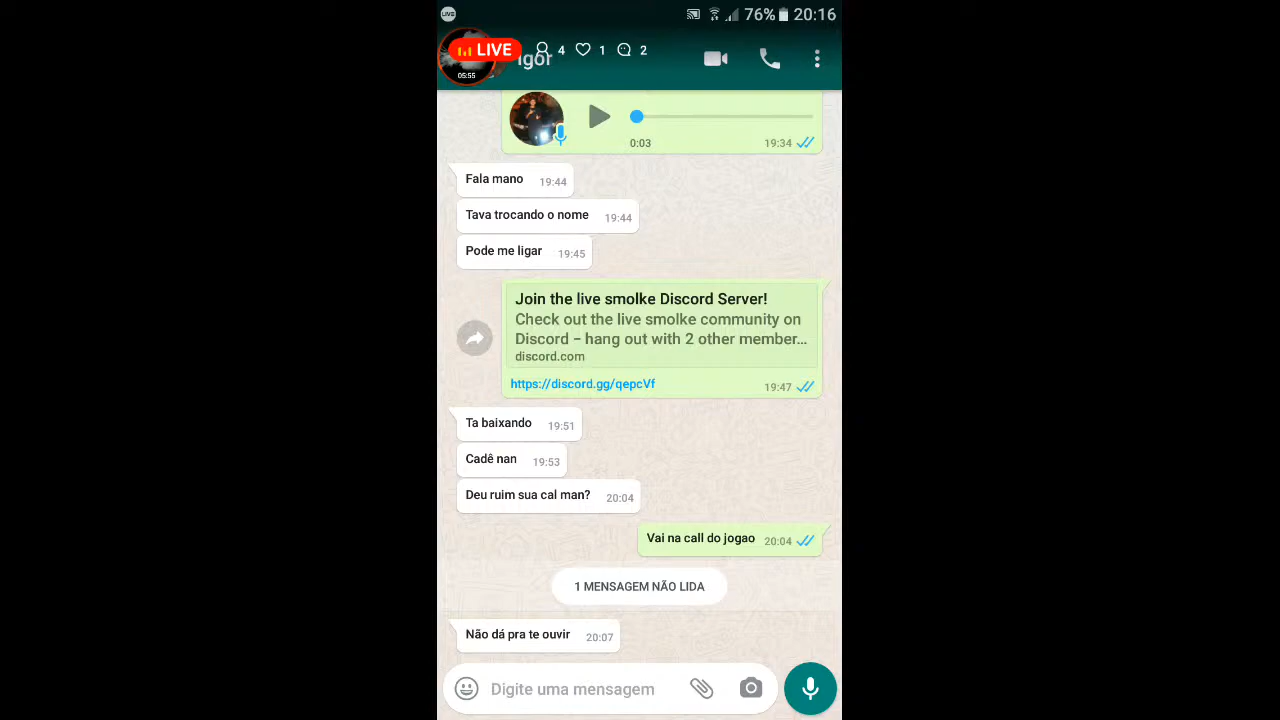 LIVE
76% 20:16
LIVE 4 1 2
Igor
05:55
0:03 19:34
Fala mano 19:44
Tava trocando o nome 19:44
Pode me ligar 19:45
Join the live smolke Discord Server!
Check out the live smolke community on
Discord – hang out with 2 other member...
discord.com
https://discord.gg/qepcVf 19:47
Ta baixando 19:51
Cadê nan 19:53
Deu ruim sua cal man? 20:04
Vai na call do jogao 20:04
1 MENSAGEM NÃO LIDA
Não dá pra te ouvir 20:07
Digite uma mensagem